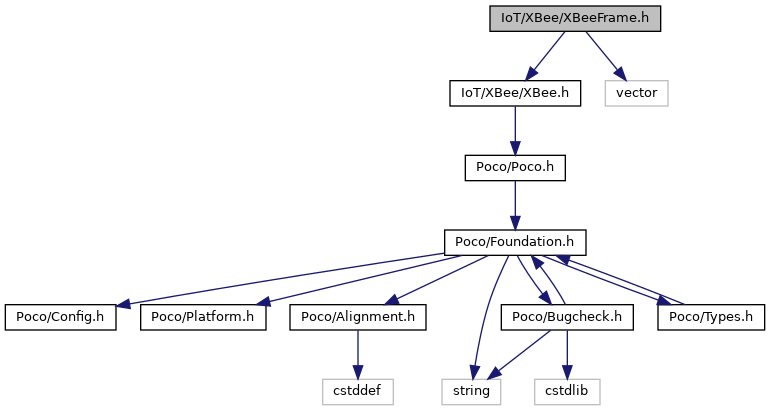 IoT/XBee/XBeeFrame.h
IoT/XBee/XBee.h
vector
Poco/Poco.h
Poco/Foundation.h
Poco/Config.h
Poco/Platform.h
Poco/Alignment.h
Poco/Bugcheck.h
Poco/Types.h
cstddef
string
cstdlib